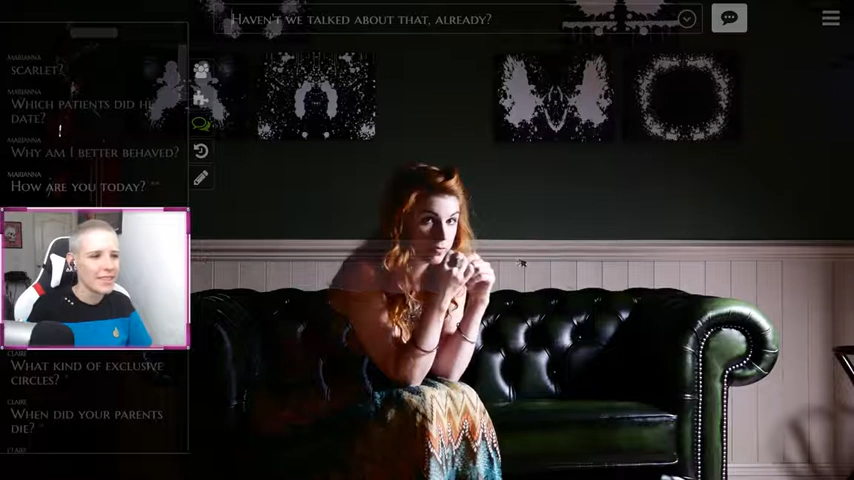 Haven't we talked about that, already?
MARIANNA
SCARLET?
MARIANNA
WHICH PATIENTS DID
DATE?
MARIANNA
WHY AM I BETTER BEHAVED?
MARIANNA
HOW ARE YOU TODAY?
CLAIRE
WHAT KIND OF EXCLUSIVE
CIRCLES?
CLAIRE
WHEN DID YOUR PARENTS
DIE?
CLAIRE